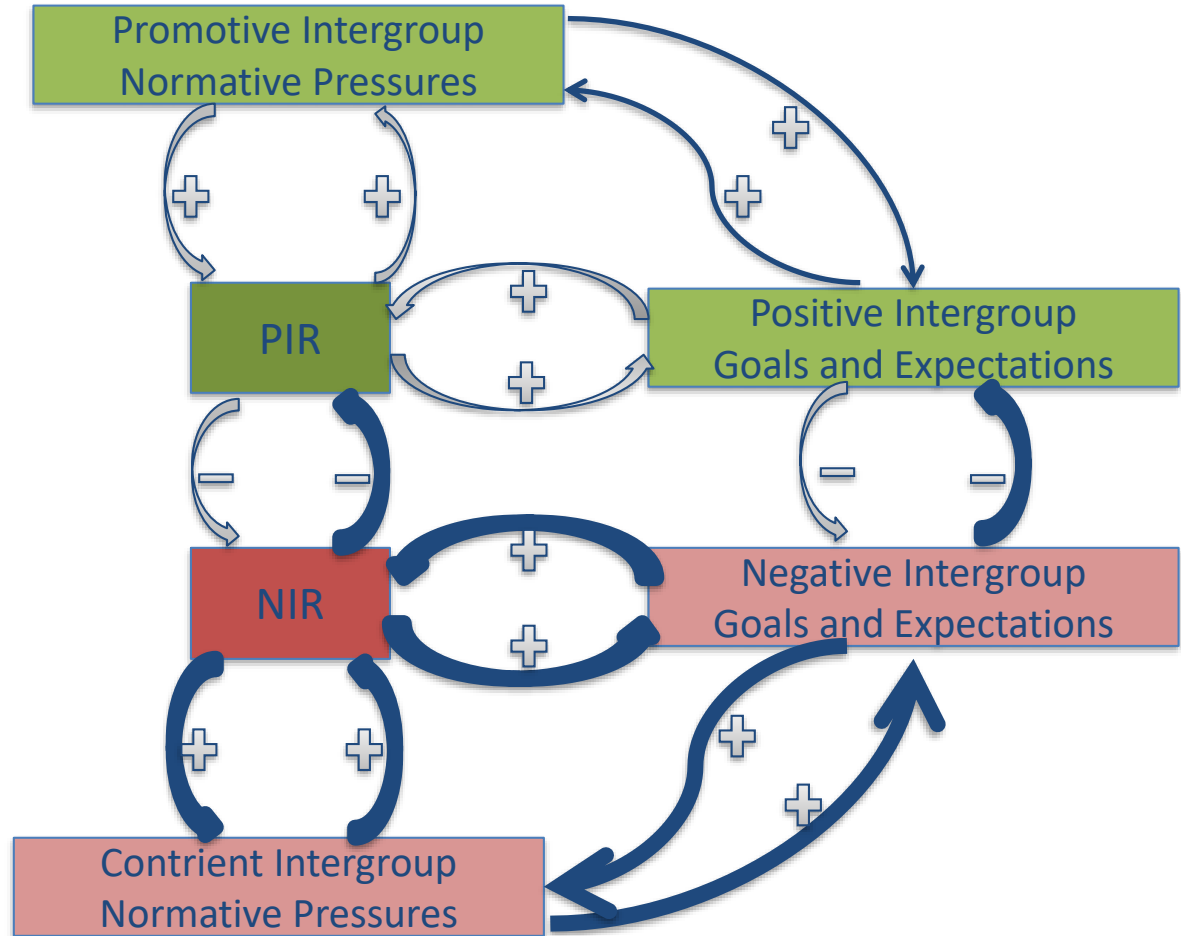 Promotive Intergroup
Normative Pressures
+
+
+
+
+
PIR
Positive Intergroup
Goals and Expectations
+
−
−
−
−
+
NIR
Negative Intergroup
Goals and Expectations
+
+
+
+
+
Contrient Intergroup
Normative Pressures